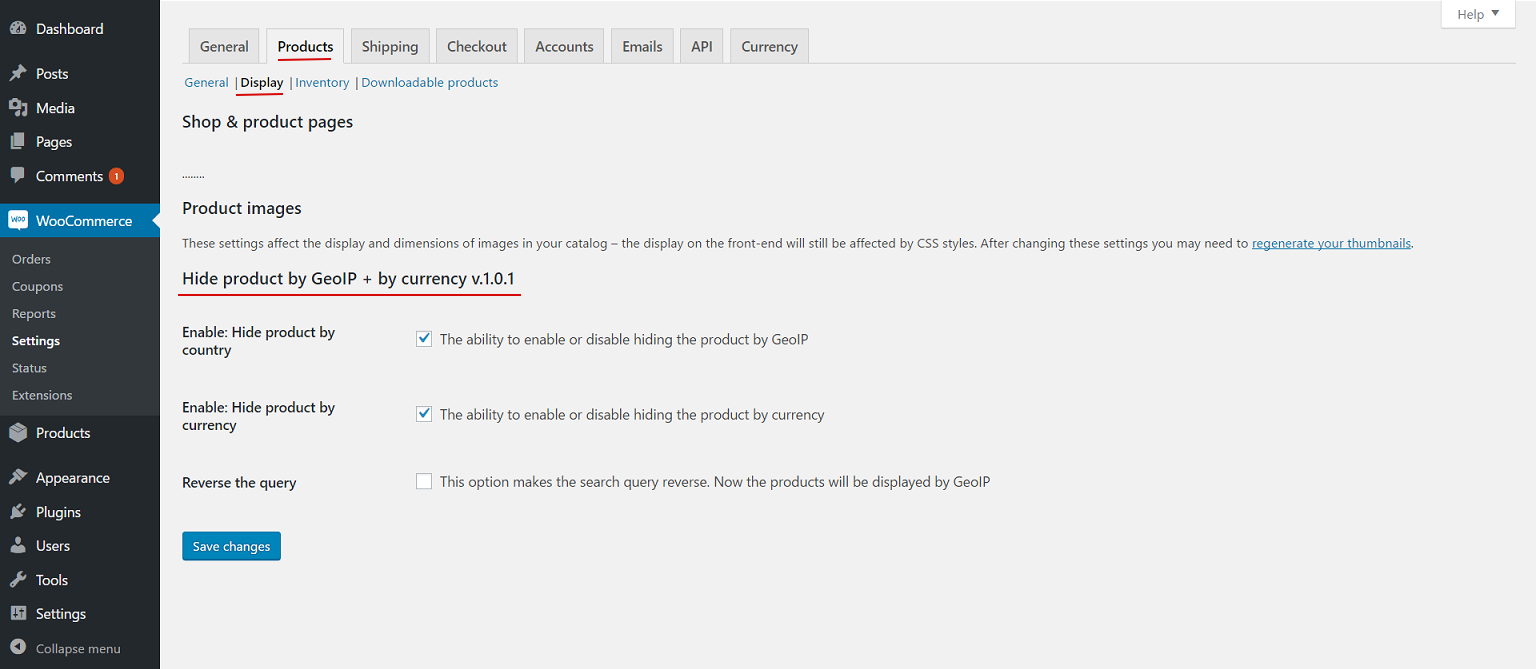 Dashboard
Posts
Media
Pages
Comments 1
WOO WooCommerce
Orders
Coupons
Reports
Settings
Status
Extensions
Products
Appearance
Plugins
Users
Tools
Settings
Collapse menu
Help
General Products Shipping Checkout Accounts Emails API Currency
General | Display | Inventory | Downloadable products
Shop & product pages
........
Product images
These settings affect the display and dimensions of images in your catalog – the display on the front-end will still be affected by CSS styles. After changing these settings you may need to regenerate your thumbnails.
Hide product by GeoIP + by currency v.1.0.1
Enable: Hide product by
country
The ability to enable or disable hiding the product by GeoIP
Enable: Hide product by
currency
The ability to enable or disable hiding the product by currency
Reverse the query
This option makes the search query reverse. Now the products will be displayed by GeoIP
Save changes